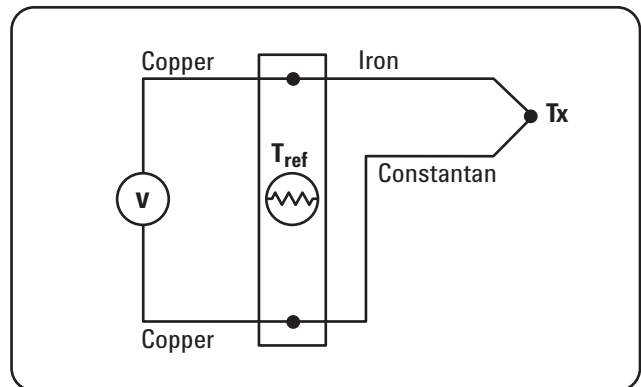 Copper
Iron
Tx
Tref
Constantan
V
Copper